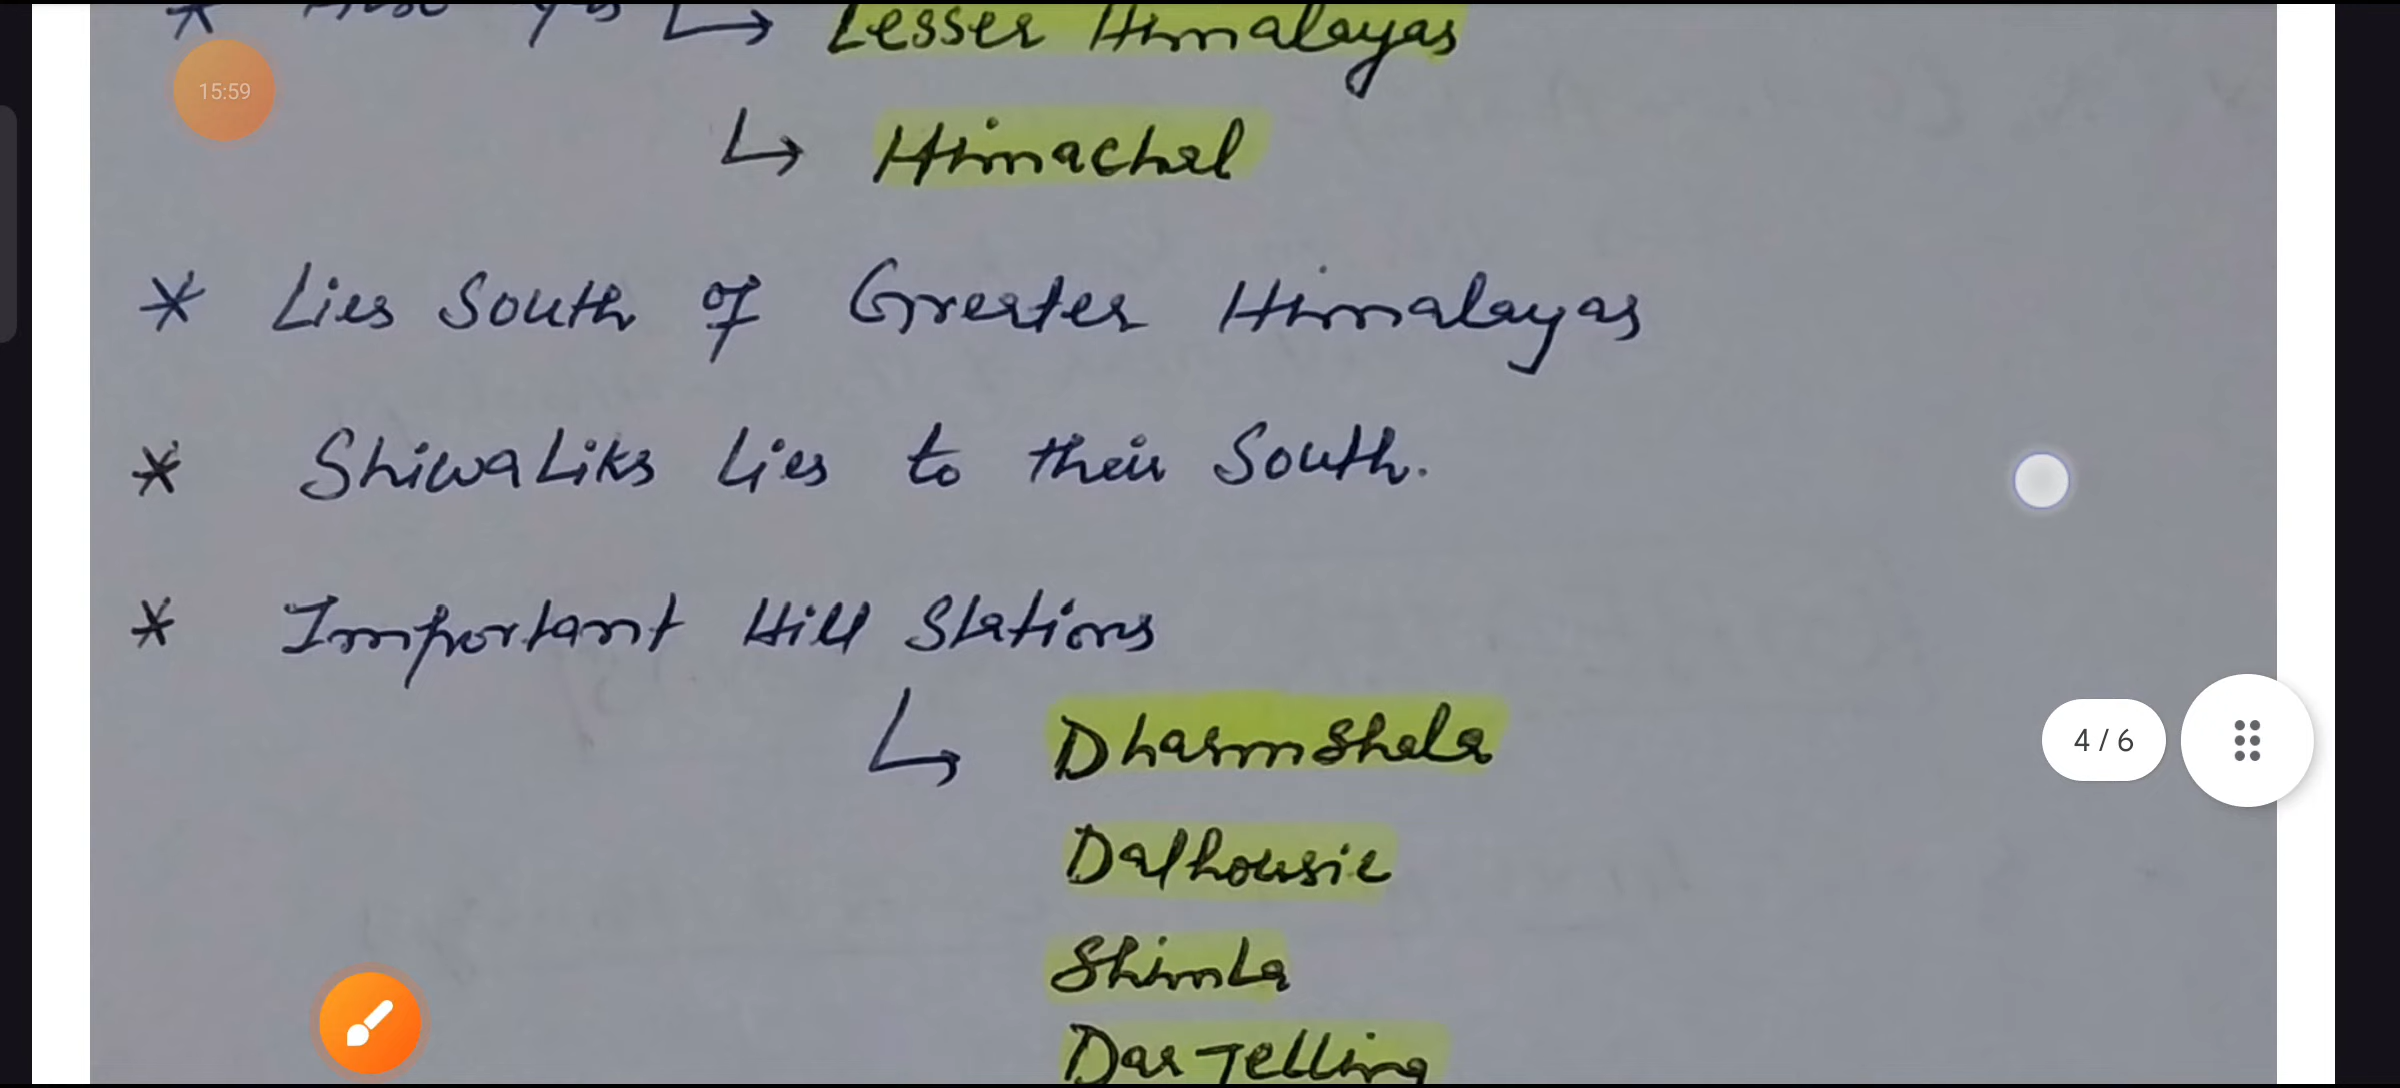 * ↳ Lesser Himalayas
15:59
↳ Himachal
* Lies South of Greater Himalayas
* Shiwaliks Lies to their South.
* Important Hill Stations
↳ Dharmshala
4 / 6
Dalhousie
Shimla
Darjelling